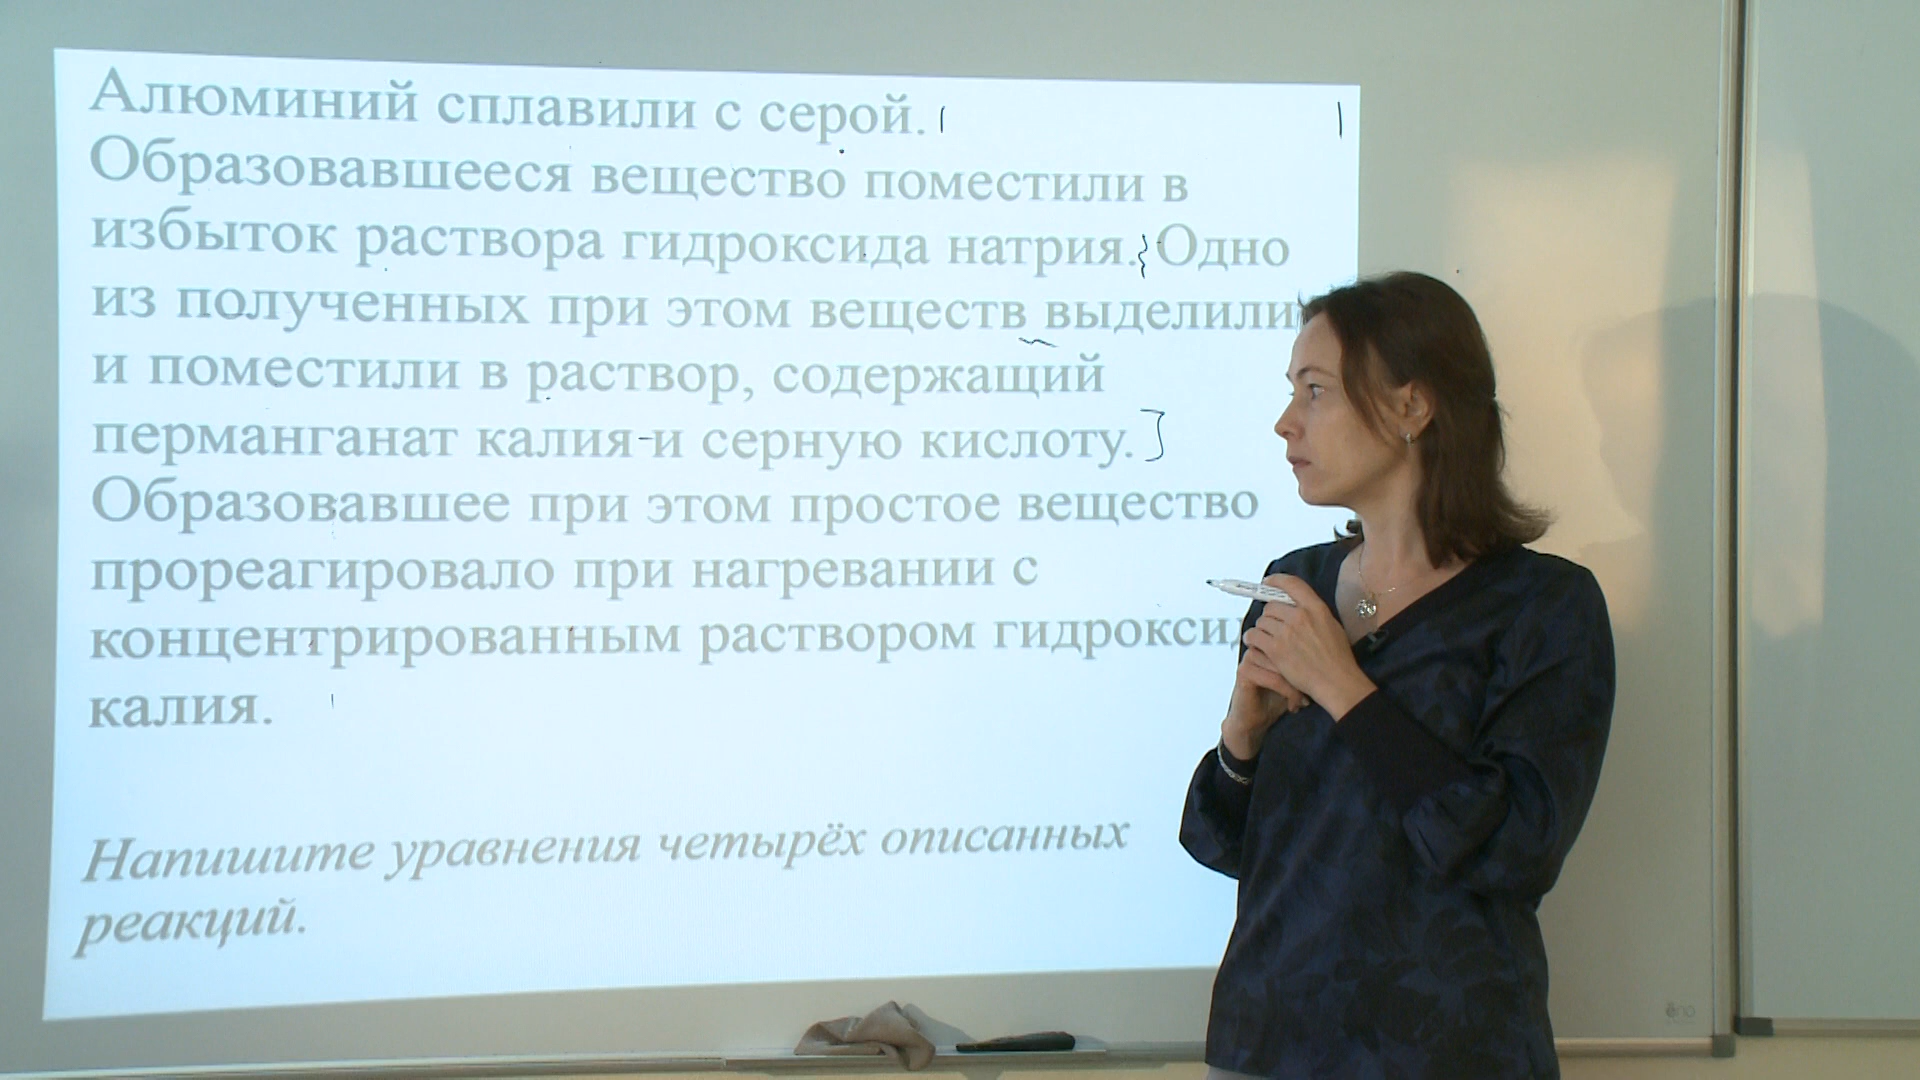 Алюминий сплавили с серой.
Образовавшееся вещество поместили в
избыток раствора гидроксида натрия. Одно
из полученных при этом веществ выделили
и поместили в раствор, содержащий
перманганат калия и серную кислоту.
Образовавшее при этом простое вещество
прореагировало при нагревании с
концентрированным раствором
калия.
Напишите уравнения четырёх описанных
реакций.